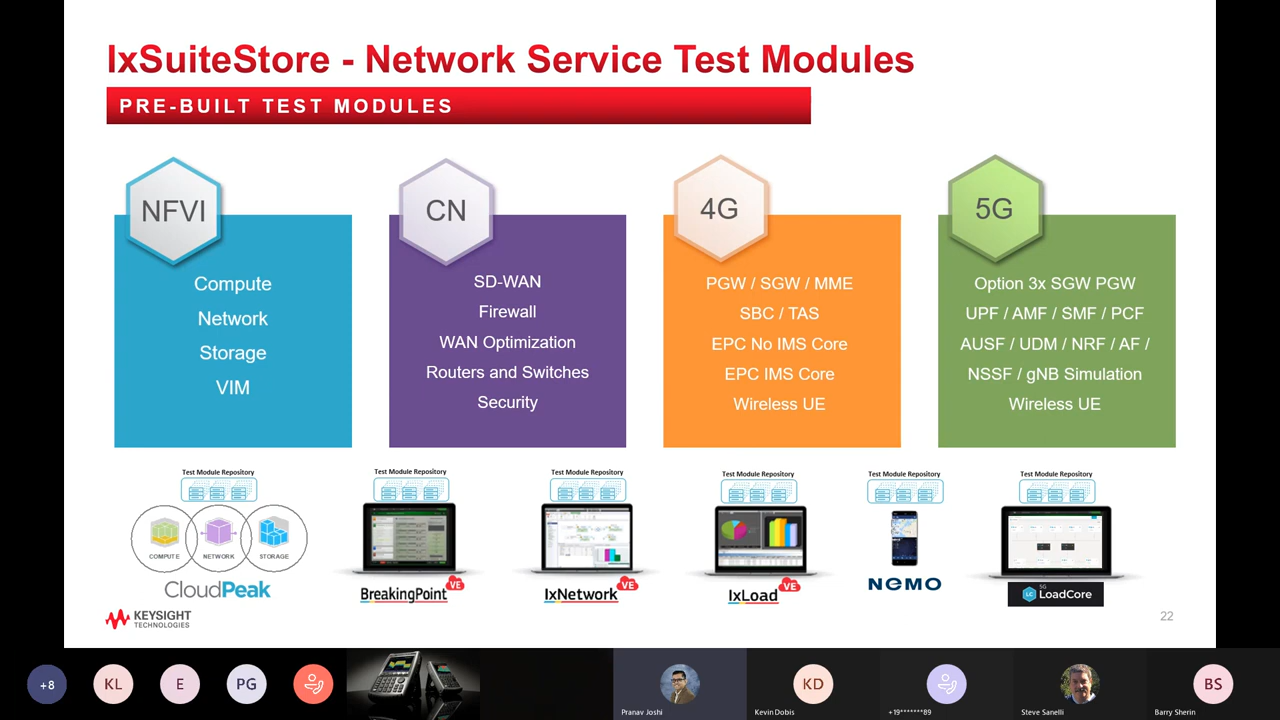 IxSuiteStore - Network Service Test Modules
PRE-BUILT TEST MODULES
NFVI
CN
4G
5G
Compute
Network
Storage
VIM
SD-WAN
Firewall
WAN Optimization
Routers and Switches
Security
PGW / SGW / MME
SBC / TAS
EPC No IMS Core
EPC IMS Core
Wireless UE
Option 3x SGW PGW
UPF / AMF / SMF / PCF
AUSF / UDM / NRF / AF /
NSSF / gNB Simulation
Wireless UE
Test Module Repository
Test Module Repository
Test Module Repository
Test Module Repository
Test Module Repository
Test Module Repository
COMPUTE
NETWORK
STORAGE
CloudPeak
BreakingPoint VE
IxNetwork VE
IxLoad VE
NEMO
5G
LC LoadCore
KEYSIGHT
TECHNOLOGIES
22
+8
KL
E
PG
KD
BS
Pranav Joshi
Kevin Dobis
+19*******89
Steve Sanelli
Barry Sherin